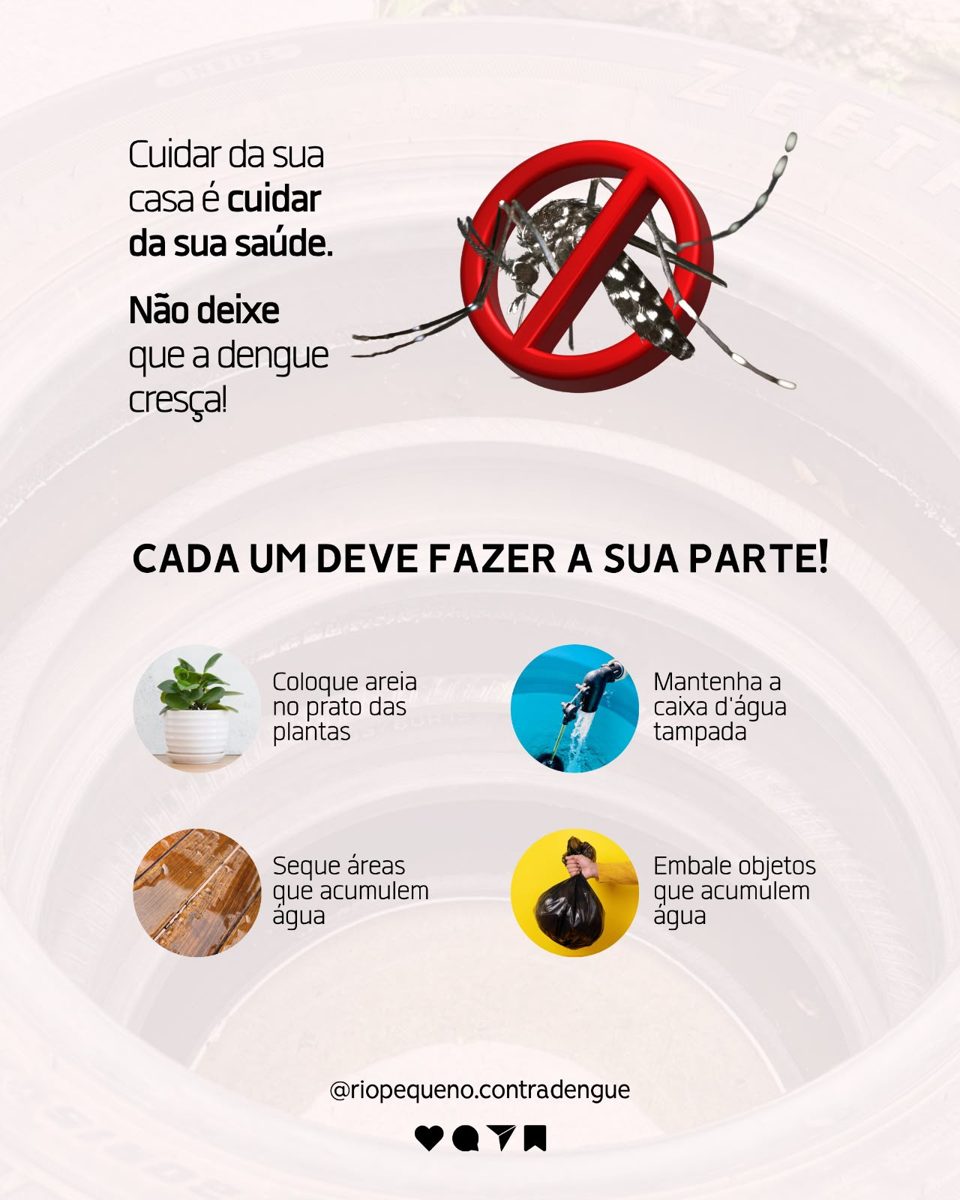 Cuidar da sua
casa é cuidar
da sua saúde.
Não deixe
que a dengue
cresça!
CADA UM DEVE FAZER A SUA PARTE!
Coloque areia
no prato das
plantas
Mantenha a
caixa d'água
tampada
Seque áreas
que acumulem
água
Embale objetos
que acumulem
água
@riopequeno.contradengue